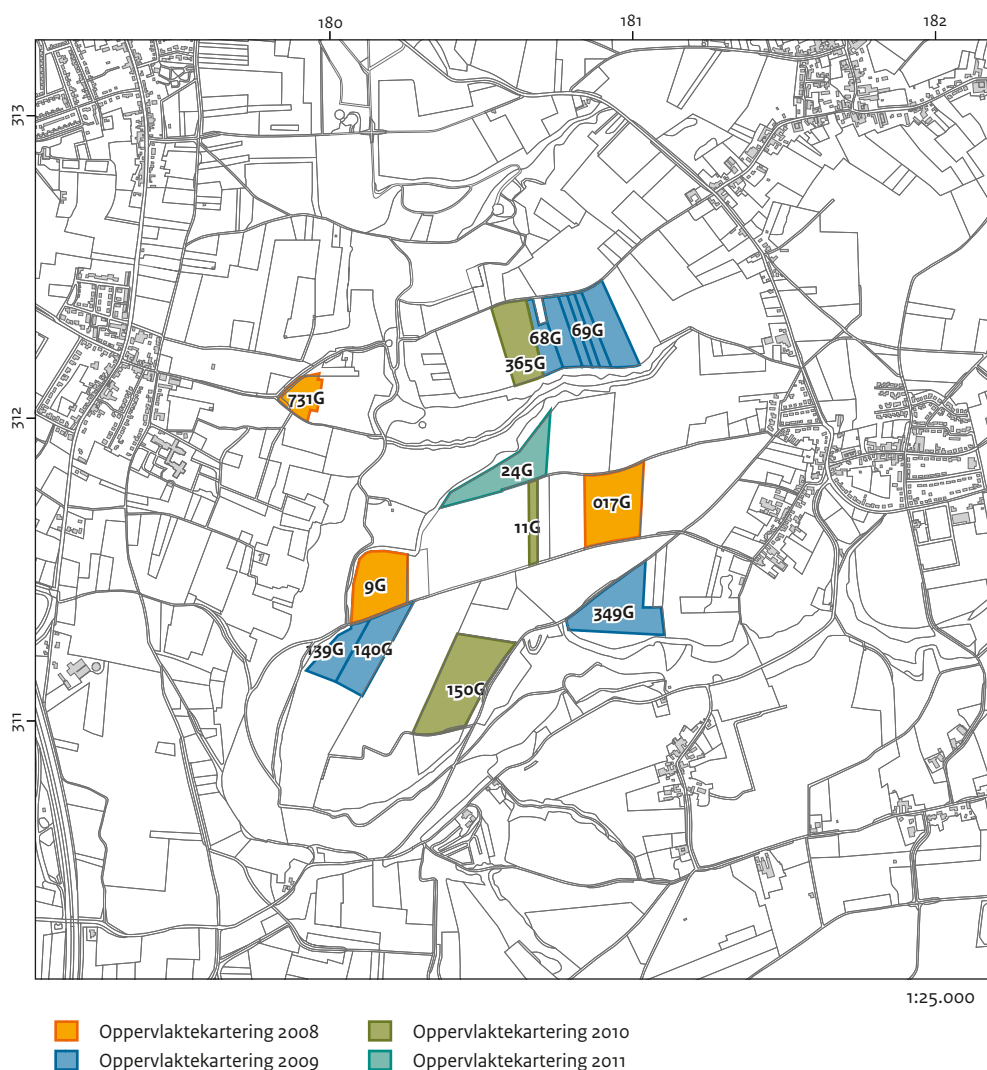 180 181 182
313
312
311
68G 69G
365G
731G
24G
017G
11G
9G
349G
139G 140G
150G
1:25.000
Oppervlaktekartering 2008 Oppervlaktekartering 2010
Oppervlaktekartering 2009 Oppervlaktekartering 2011